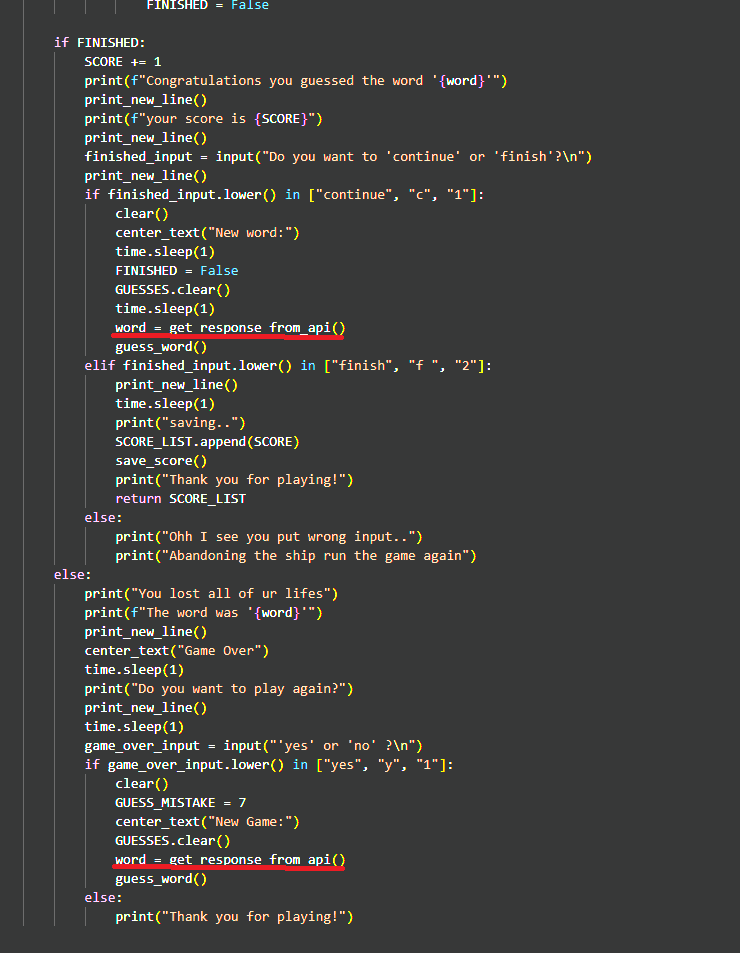 FINISHED = False
if FINISHED:
SCORE += 1
print(f"Congratulations you guessed the word '{word}'")
print_new_line()
print(f"your score is {SCORE}")
print_new_line()
finished_input = input("Do you want to 'continue' or 'finish'?\n")
print_new_line()
if finished_input.lower() in ["continue", "c", "1"]:
clear()
center_text("New word:")
time.sleep(1)
FINISHED = False
GUESSES.clear()
time.sleep(1)
word = get_response_from_api()
guess_word()
elif finished_input.lower() in ["finish", "f ", "2"]:
print_new_line()
time.sleep(1)
print("saving..")
SCORE_LIST.append(SCORE)
save_score()
print("Thank you for playing!")
return SCORE_LIST
else:
print("Ohh I see you put wrong input..")
print("Abandoning the ship run the game again")
else:
print("You lost all of ur lifes")
print(f"The word was '{word}'")
print_new_line()
center_text("Game Over")
time.sleep(1)
print("Do you want to play again?")
print_new_line()
time.sleep(1)
game_over_input = input("'yes' or 'no' ?\n")
if game_over_input.lower() in ["yes", "y", "1"]:
clear()
GUESS_MISTAKE = 7
center_text("New Game:")
GUESSES.clear()
word = get_response_from_api()
guess_word()
else:
print("Thank you for playing!")